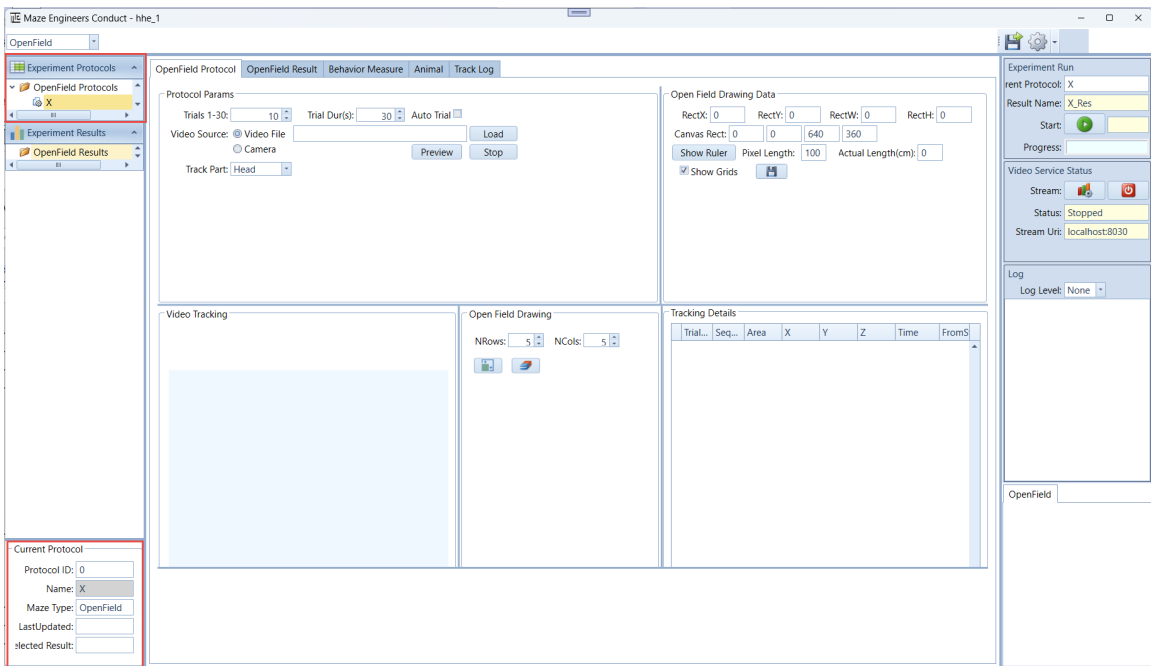 Maze Engineers Conduct - hhe_1
OpenField
Experiment Protocols
OpenField Protocols
X
Experiment Results
OpenField Results
Current Protocol
Protocol ID: 0
Name: X
Maze Type: OpenField
LastUpdated:
elected Result:
OpenField Protocol OpenField Result Behavior Measure Animal Track Log
Protocol Params
Trials 1-30: 10 Trial Dur(s): 30 Auto Trial
Video Source: Video File Load
Camera Preview Stop
Track Part: Head
Open Field Drawing Data
RectX: 0 RectY: 0 RectW: 0 RectH: 0
Canvas Rect: 0 0 640 360
Show Ruler Pixel Length: 100 Actual Length(cm): 0
Show Grids
Video Tracking
Open Field Drawing
NRows: 5 NCols: 5
Tracking Details
Trial... Seq... Area X Y Z Time FromS
Experiment Run
rent Protocol: X
Result Name: X_Res
Start:
Progress:
Video Service Status
Stream:
Status: Stopped
Stream Uri: localhost:8030
Log
Log Level: None
OpenField